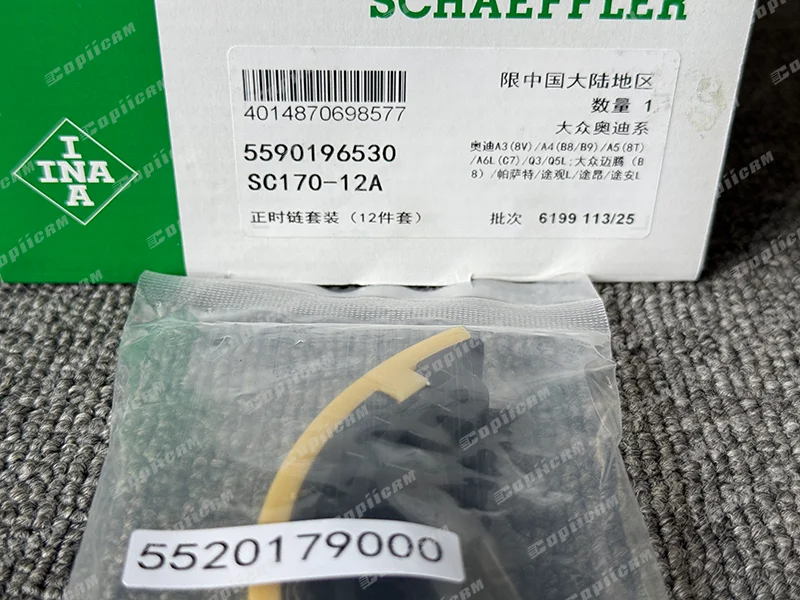 SCHAEFFLER
INA
INA
限中国大陆地区
4014870698577
数量 1
大众奥迪系
5590196530
SC170-12A
奥迪A3(8V)/A4(B8/B9)/A5(8T)
/A6L(C7)/Q3/Q5L;大众迈腾(B
8)/帕萨特/途观L/途昂/途安L
正时链套装(12件套)
批次 6199 113/25
5520179000
Copiicam